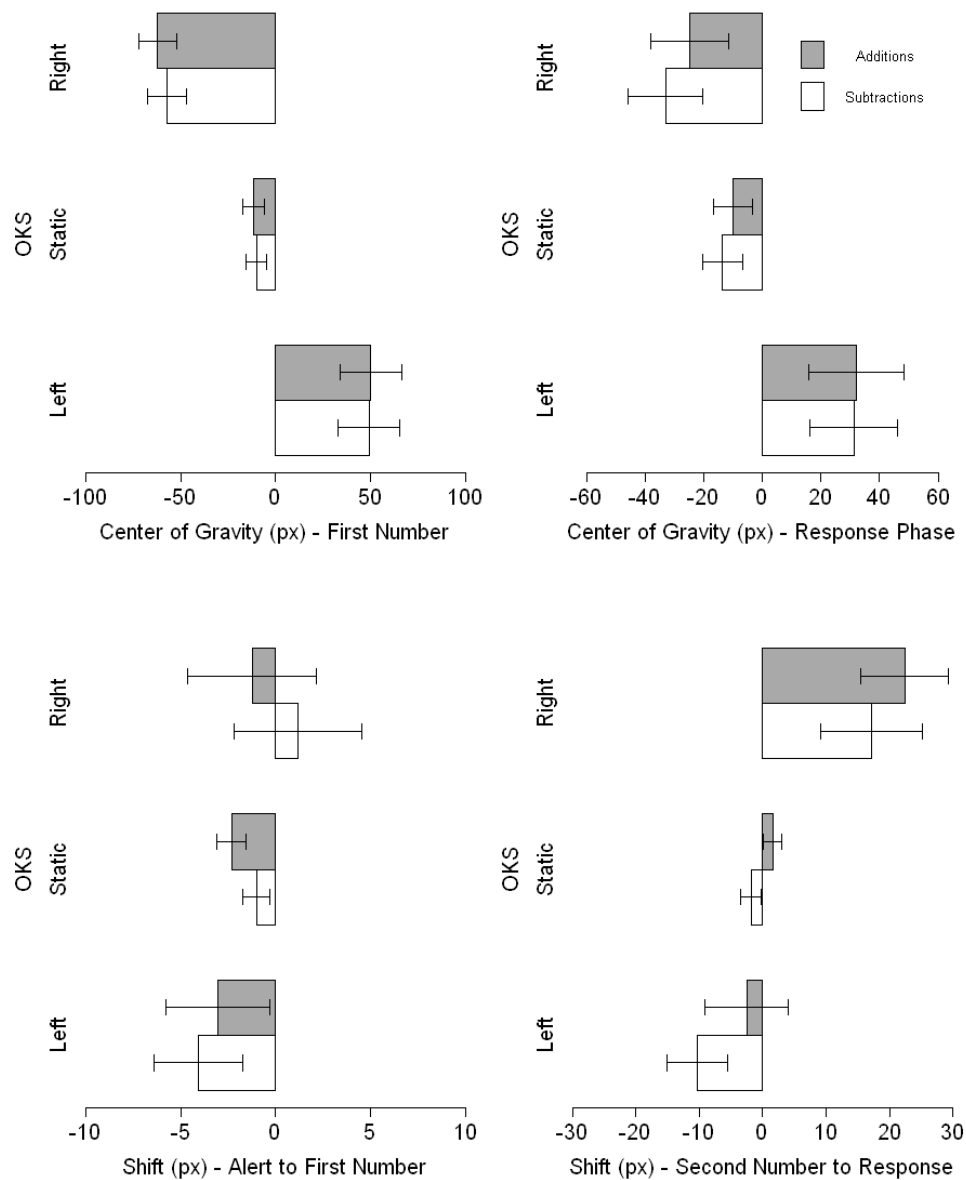 Right
Static
Left
OKS
-100 -50 0 50 100
Center of Gravity (px) - First Number
Right
Static
Left
OKS
Additions
Subtractions
-60 -40 -20 0 20 40 60
Center of Gravity (px) - Response Phase
Right
Static
Left
OKS
-10 -5 0 5 10
Shift (px) - Alert to First Number
Right
Static
Left
OKS
-30 -20 -10 0 10 20 30
Shift (px) - Second Number to Response